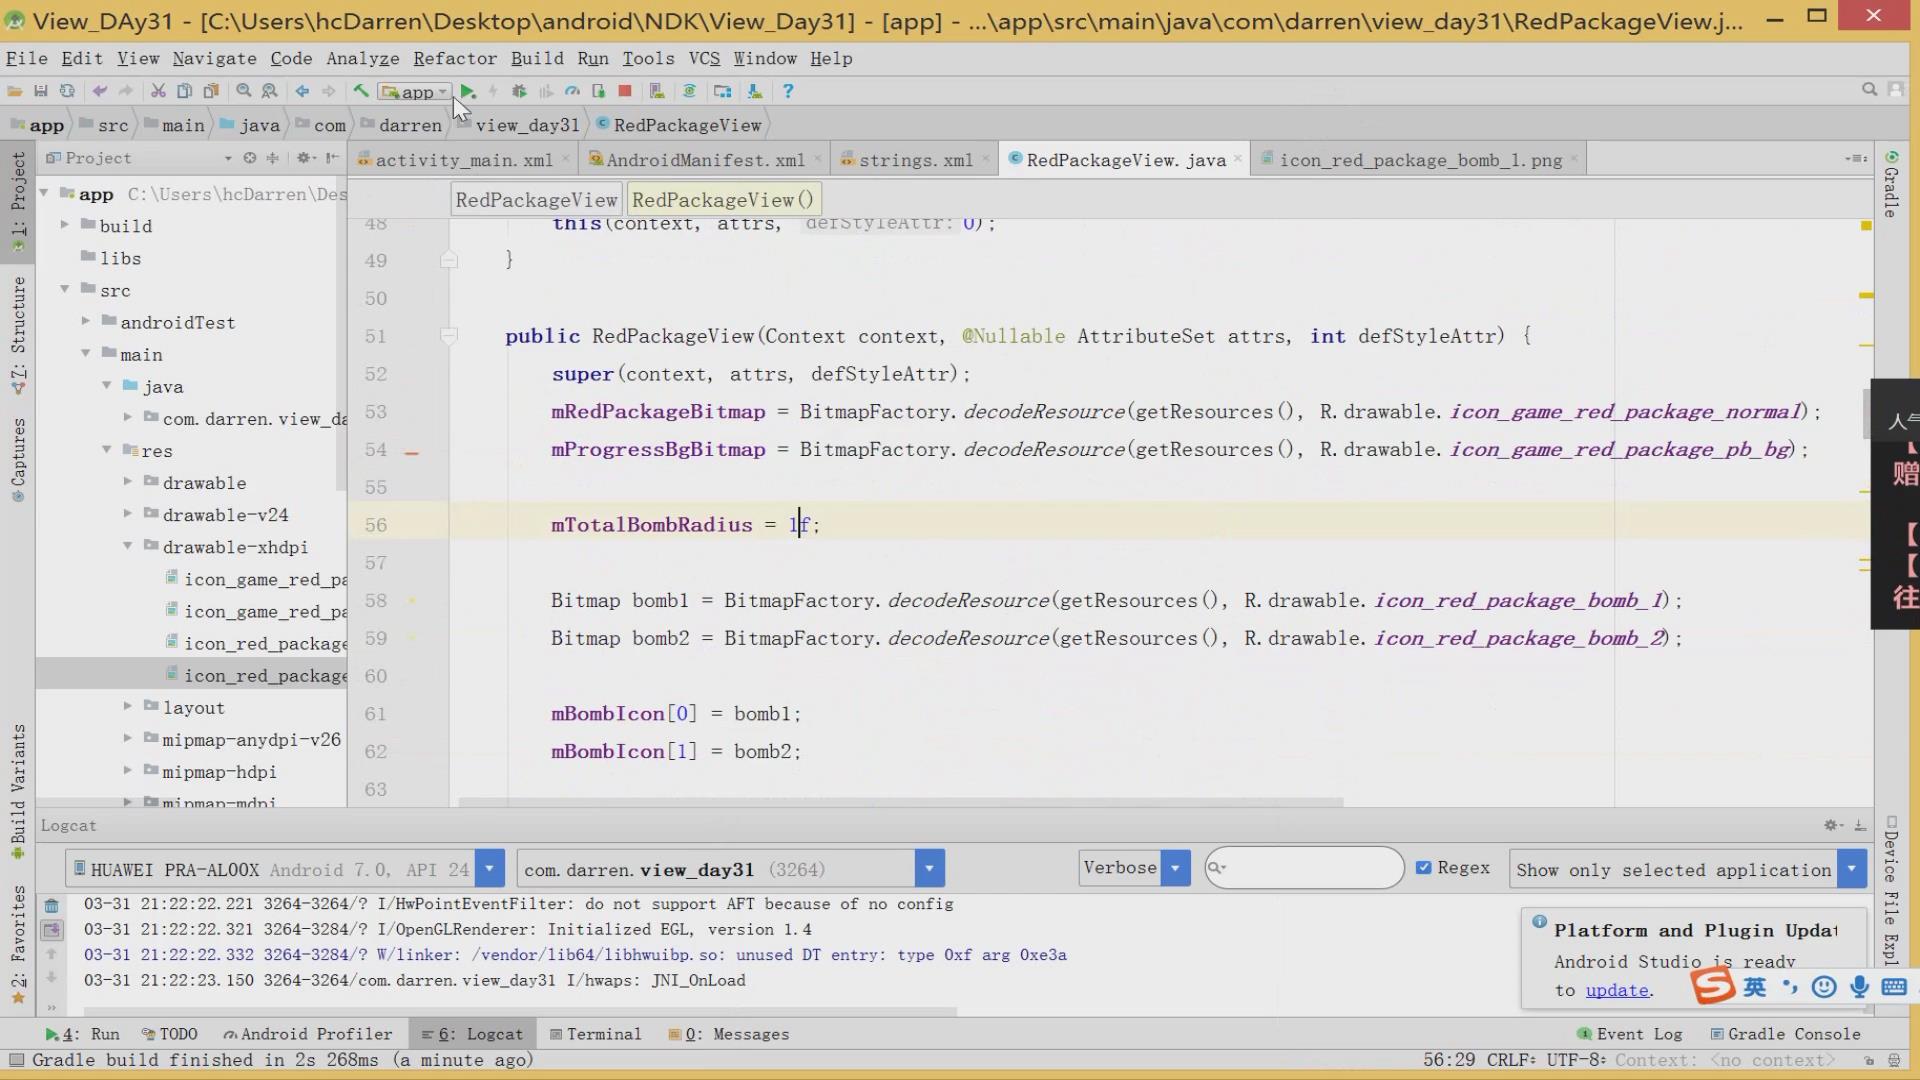 View_DAy31 - [C:\Users\hcDarren\Desktop\android\NDK\View_Day31] - [app] - ...\app\src\main\java\com\darren\view_day31\RedPackageView.j...
File Edit View Navigate Code Analyze Refactor Build Run Tools VCS Window Help
app
app src main java com darren view_day31 RedPackageView
1: Project
Z: Structure
Captures
Build Variants
2: Favorites
Project
app C:\Users\hcDarren\Des
build
libs
src
androidTest
main
java
com.darren.view_da
res
drawable
drawable-v24
drawable-xhdpi
icon_game_red_pa
icon_game_red_pa
icon_red_package
icon_red_package
layout
mipmap-anydpi-v26
mipmap-hdpi
mipmap-mdpi
activity_main.xml AndroidManifest.xml strings.xml RedPackageView.java icon_red_package_bomb_1.png
RedPackageView RedPackageView()
48 this(context, attrs, defStyleAttr: 0);
49 }
50
51 public RedPackageView(Context context, @Nullable AttributeSet attrs, int defStyleAttr) {
52 super(context, attrs, defStyleAttr);
53 mRedPackageBitmap = BitmapFactory.decodeResource(getResources(), R.drawable.icon_game_red_package_normal);
54 mProgressBgBitmap = BitmapFactory.decodeResource(getResources(), R.drawable.icon_game_red_package_pb_bg);
55
56 mTotalBombRadius = 1f;
57
58 Bitmap bomb1 = BitmapFactory.decodeResource(getResources(), R.drawable.icon_red_package_bomb_1);
59 Bitmap bomb2 = BitmapFactory.decodeResource(getResources(), R.drawable.icon_red_package_bomb_2);
60
61 mBombIcon[0] = bomb1;
62 mBombIcon[1] = bomb2;
63
Gradle
Device File Expl
人气
【
赠
【
【
往
Logcat
HUAWEI PRA-AL00X Android 7.0, API 24 com.darren.view_day31 (3264) Verbose Regex Show only selected application
03-31 21:22:22.221 3264-3264/? I/HwPointEventFilter: do not support AFT because of no config
03-31 21:22:22.321 3264-3284/? I/OpenGLRenderer: Initialized EGL, version 1.4
03-31 21:22:22.332 3264-3284/? W/linker: /vendor/lib64/libhwuibp.so: unused DT entry: type 0xf arg 0xe3a
03-31 21:22:23.150 3264-3284/com.darren.view_day31 I/hwaps: JNI_OnLoad
Platform and Plugin Updat
Android Studio is ready
to update.
S 英
4: Run TODO Android Profiler 6: Logcat Terminal 0: Messages Event Log Gradle Console
Gradle build finished in 2s 268ms (a minute ago) 56:29 CRLF UTF-8 Context: <no context>